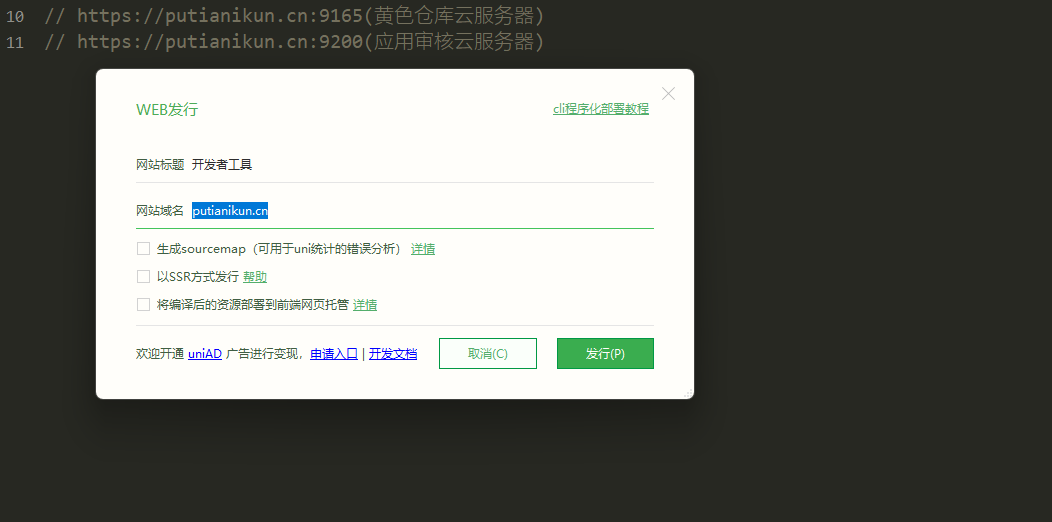 10 // https://putianikun.cn:9165(黄色仓库云服务器)
11 // https://putianikun.cn:9200(应用审核云服务器)
WEB发行 cli程序化部署教程
网站标题 开发者工具
网站域名 putianikun.cn
生成sourcemap（可用于uni统计的错误分析） 详情
以SSR方式发行 帮助
将编译后的资源部署到前端网页托管 详情
欢迎开通 uniAD 广告进行变现，申请入口 | 开发文档 取消(C) 发行(P)